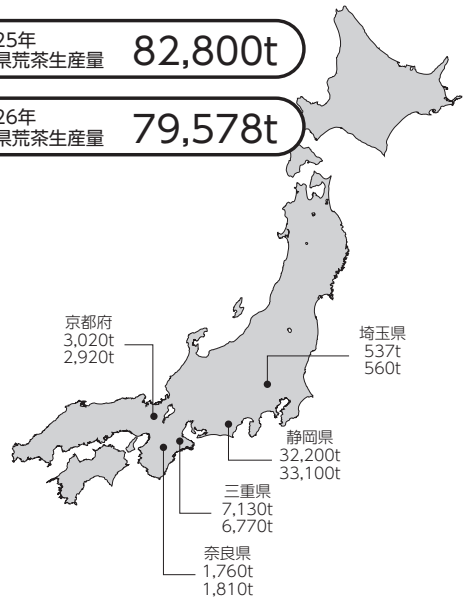 25年
県荒茶生産量
82,800t
26年
県荒茶生産量
79,578t
京都府
3,020t
2,920t
埼玉県
537t
560t
静岡県
32,200t
33,100t
三重県
7,130t
6,770t
奈良県
1,760t
1,810t